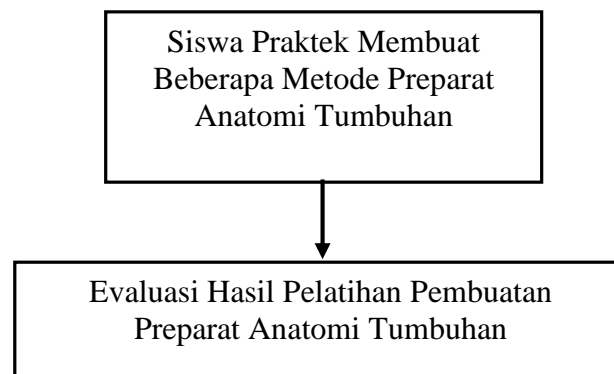 Siswa Praktek Membuat
Beberapa Metode Preparat
Anatomi Tumbuhan
Evaluasi Hasil Pelatihan Pembuatan
Preparat Anatomi Tumbuhan